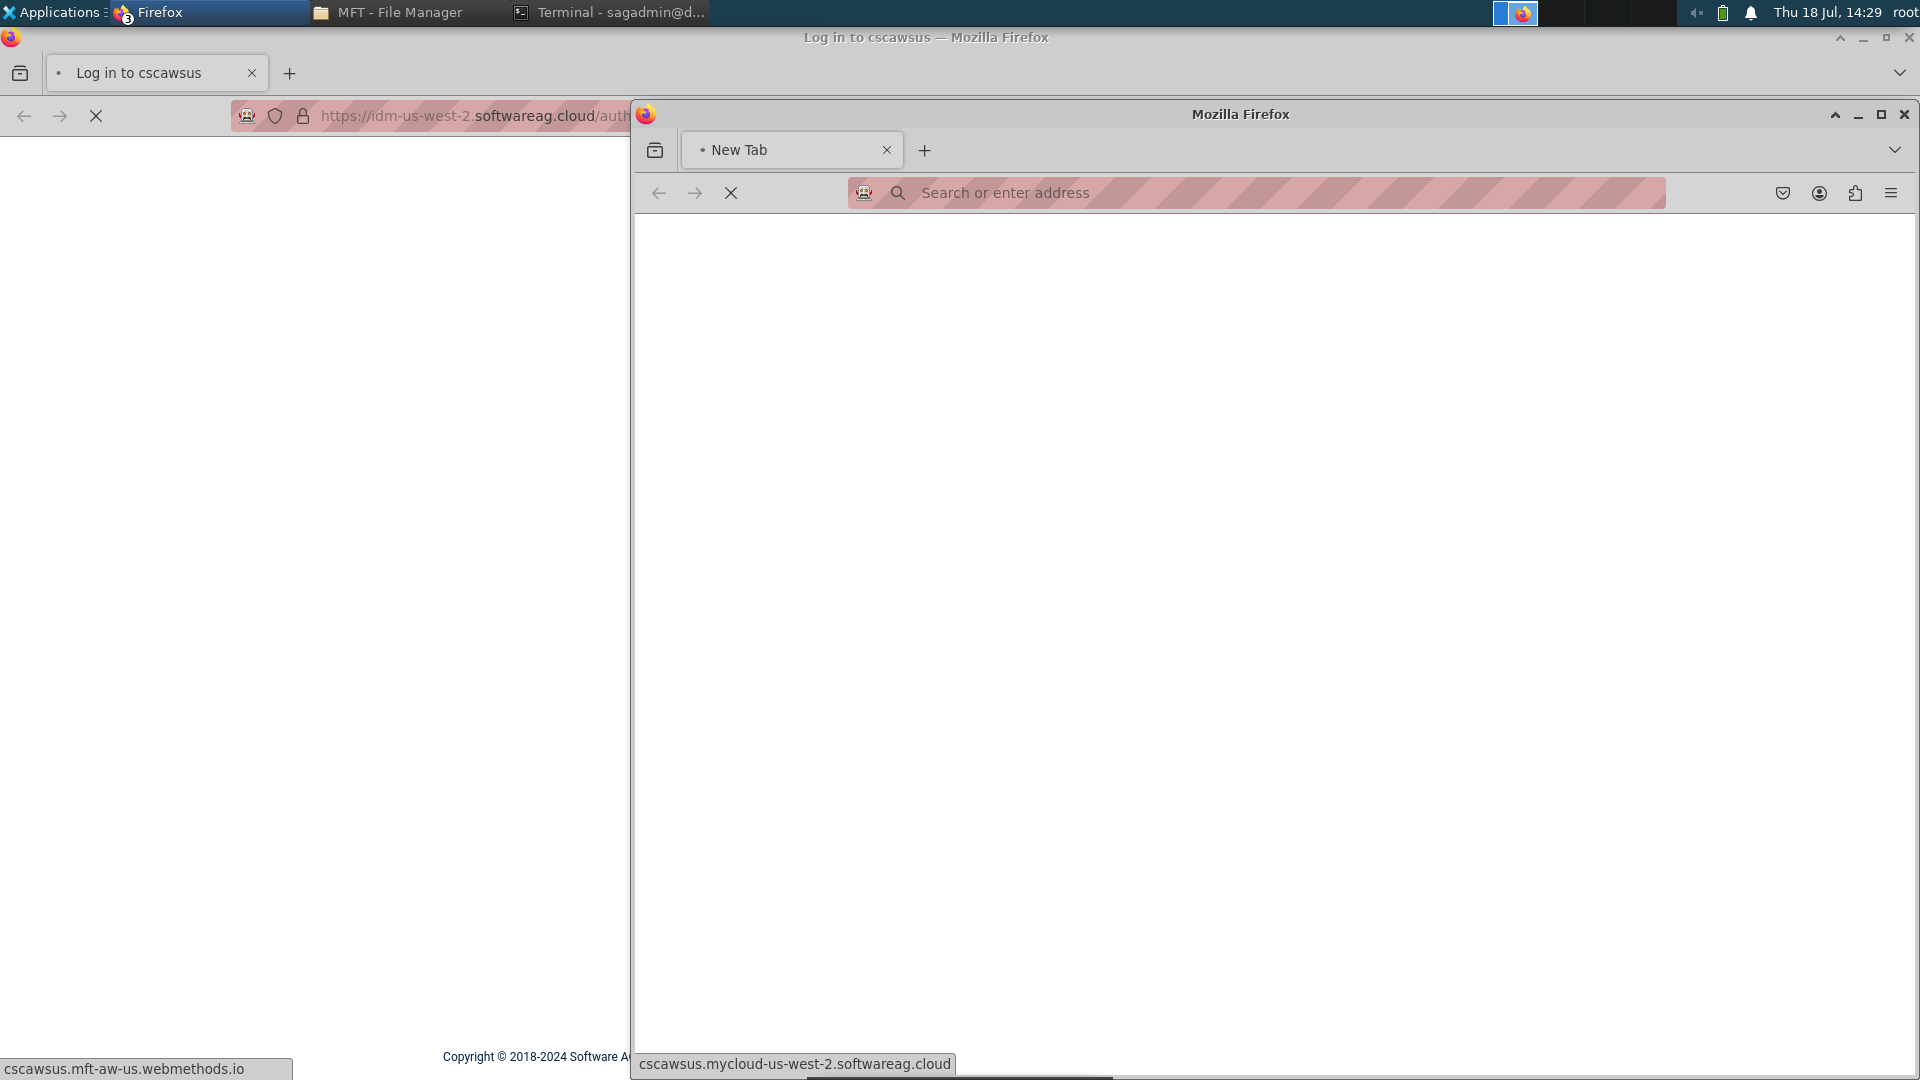 Applications
3
Firefox
MFT - File Manager
Terminal - sagadmin@d...
Thu 18 Jul, 14:29
root
Log in to cscawsus — Mozilla Firefox
Log in to cscawsus
https://idm-us-west-2.softwareag.cloud/auth
Mozilla Firefox
New Tab
Search or enter address
Copyright © 2018-2024 Software
cscawsus.mft-aw-us.webmethods.io
cscawsus.mycloud-us-west-2.softwareag.cloud